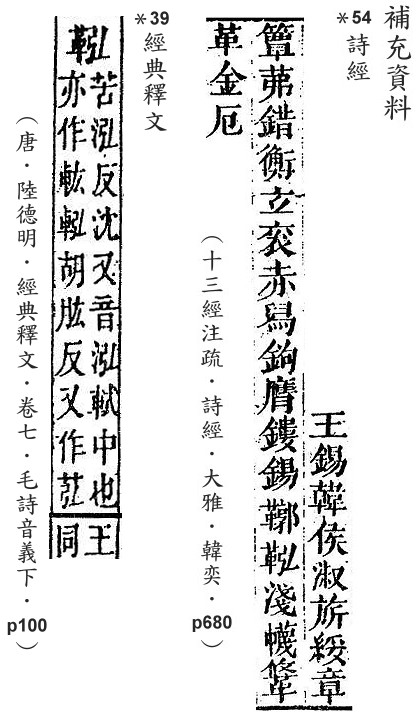 補充資料
*54 詩經
王錫韓侯淑旂綏章
簟茀錯衡玄袞赤舄鉤膺鏤鍚鞹鞃淺幭鞗
革金厄
(十三經注疏.詩經.大雅.韓奕.p680)
*39 經典釋文
鞃
苦泓反沈又音泓軾中也王
亦作胡肱反又作同
(唐.陸德明.經典釋文.卷七.毛詩音義下.p100)